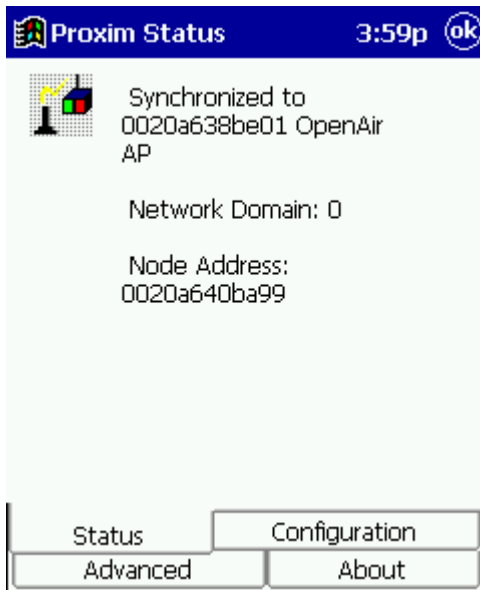 Proxim Status 3:59p ok
Synchronized to
0020a638be01 OpenAir
AP
Network Domain: 0
Node Address:
0020a640ba99
Status Configuration
Advanced About